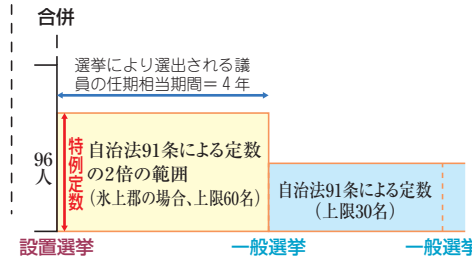 合併
選挙により選出される議
員の任期相当期間＝４年
96
人
特例定数
自治法91条による定数
の2倍の範囲
（氷上郡の場合、上限60名）
自治法91条による定数
（上限30名）
設置選挙
一般選挙
一般選挙